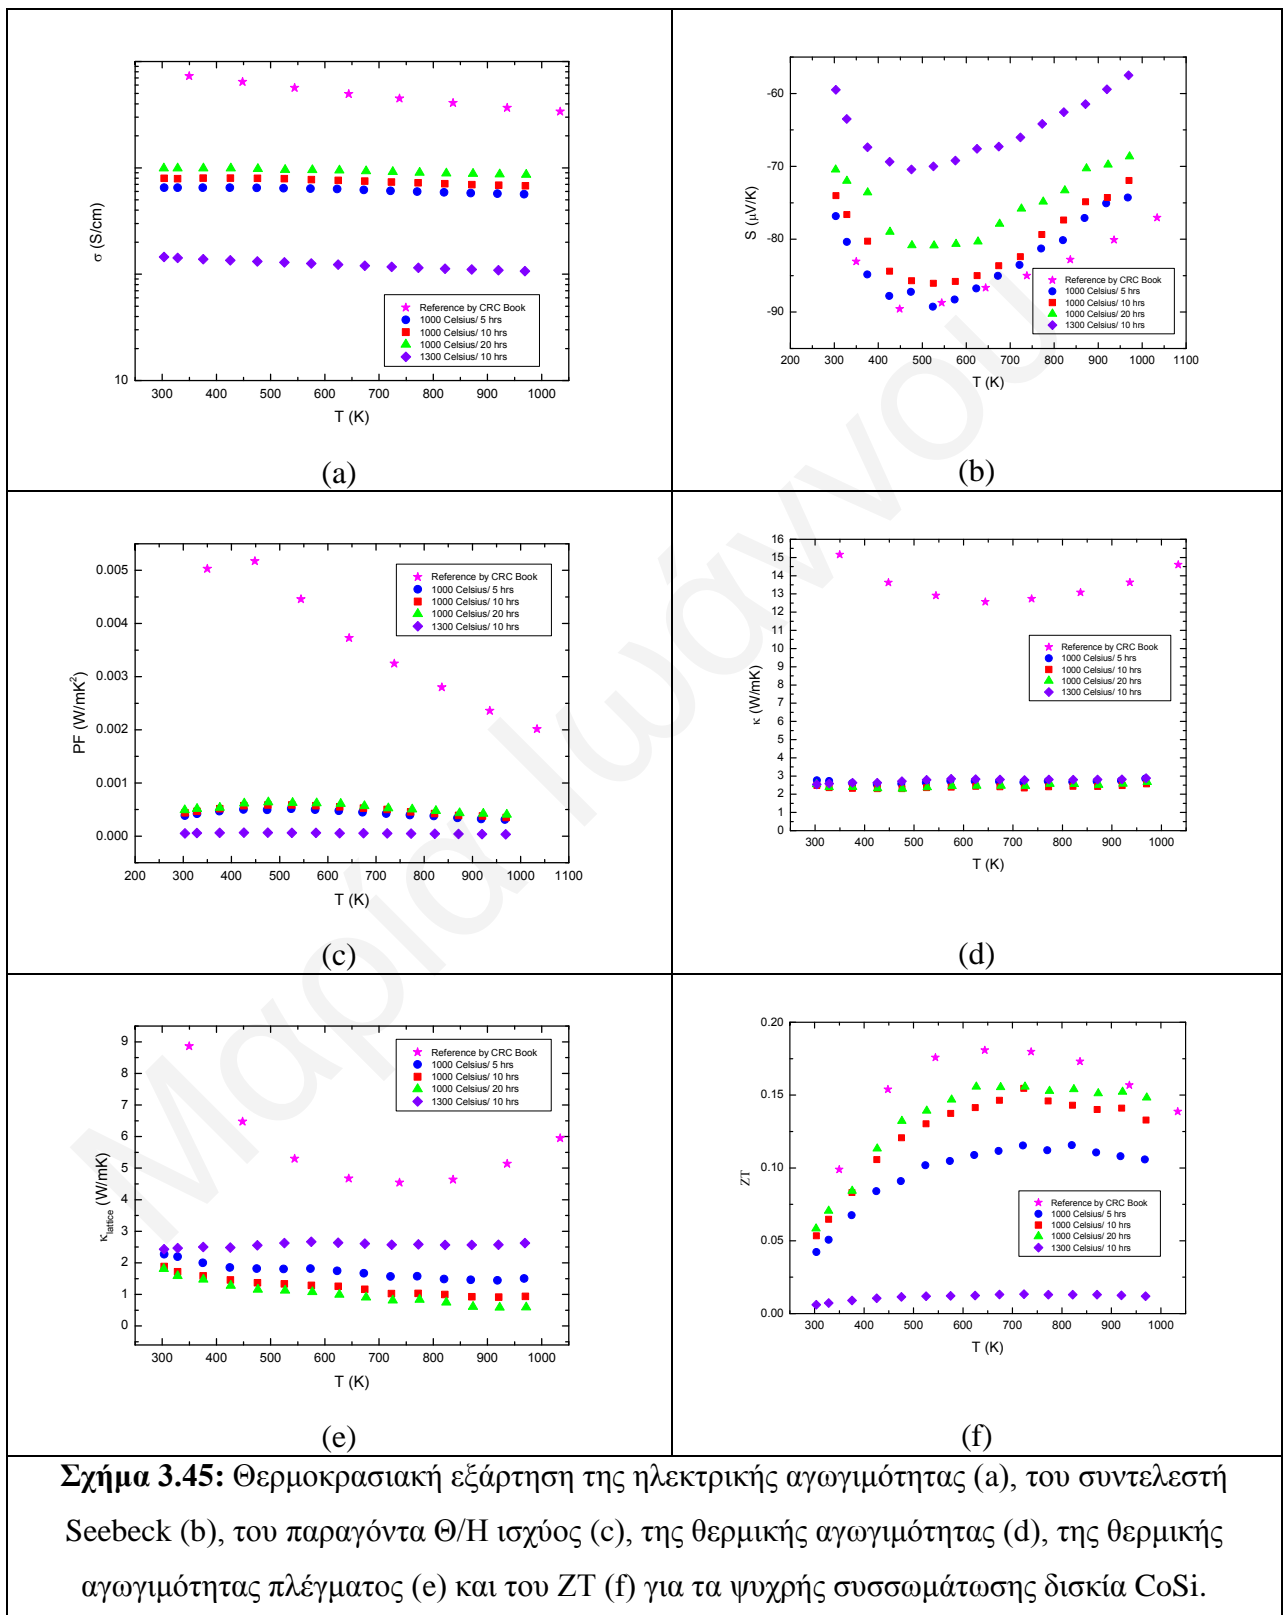 σ (S/cm)
10
300 400 500 600 700 800 900 1000
T (K)
Reference by CRC Book
1000 Celsius/ 5 hrs
1000 Celsius/ 10 hrs
1000 Celsius/ 20 hrs
1300 Celsius/ 10 hrs
(a)
S (μV/K)
-60
-70
-80
-90
200 300 400 500 600 700 800 900 1000 1100
T (K)
Reference by CRC Book
1000 Celsius/ 5 hrs
1000 Celsius/ 10 hrs
1000 Celsius/ 20 hrs
1300 Celsius/ 10 hrs
(b)
PF (W/mK²)
0.005
0.004
0.003
0.002
0.001
0.000
200 300 400 500 600 700 800 900 1000 1100
T (K)
Reference by CRC Book
1000 Celsius/ 5 hrs
1000 Celsius/ 10 hrs
1000 Celsius/ 20 hrs
1300 Celsius/ 10 hrs
(c)
κ (W/mK)
16
15
14
13
12
11
10
9
8
7
6
5
4
3
2
1
0
300 400 500 600 700 800 900 1000
T (K)
Reference by CRC Book
1000 Celsius/ 5 hrs
1000 Celsius/ 10 hrs
1000 Celsius/ 20 hrs
1300 Celsius/ 10 hrs
(d)
κlattice (W/mK)
9
8
7
6
5
4
3
2
1
0
300 400 500 600 700 800 900 1000
T (K)
Reference by CRC Book
1000 Celsius/ 5 hrs
1000 Celsius/ 10 hrs
1000 Celsius/ 20 hrs
1300 Celsius/ 10 hrs
(e)
ZT
0.20
0.15
0.10
0.05
0.00
300 400 500 600 700 800 900 1000
T (K)
Reference by CRC Book
1000 Celsius/ 5 hrs
1000 Celsius/ 10 hrs
1000 Celsius/ 20 hrs
1300 Celsius/ 10 hrs
(f)
Σχήμα 3.45: Θερμοκρασιακή εξάρτηση της ηλεκτρικής αγωγιμότητας (a), του συντελεστή
Seebeck (b), του παραγόντα Θ/Η ισχύος (c), της θερμικής αγωγιμότητας (d), της θερμικής
αγωγιμότητας πλέγματος (e) και του ZT (f) για τα ψυχρής συσσωμάτωσης δισκία CoSi.
Μαρία Ιωάννου